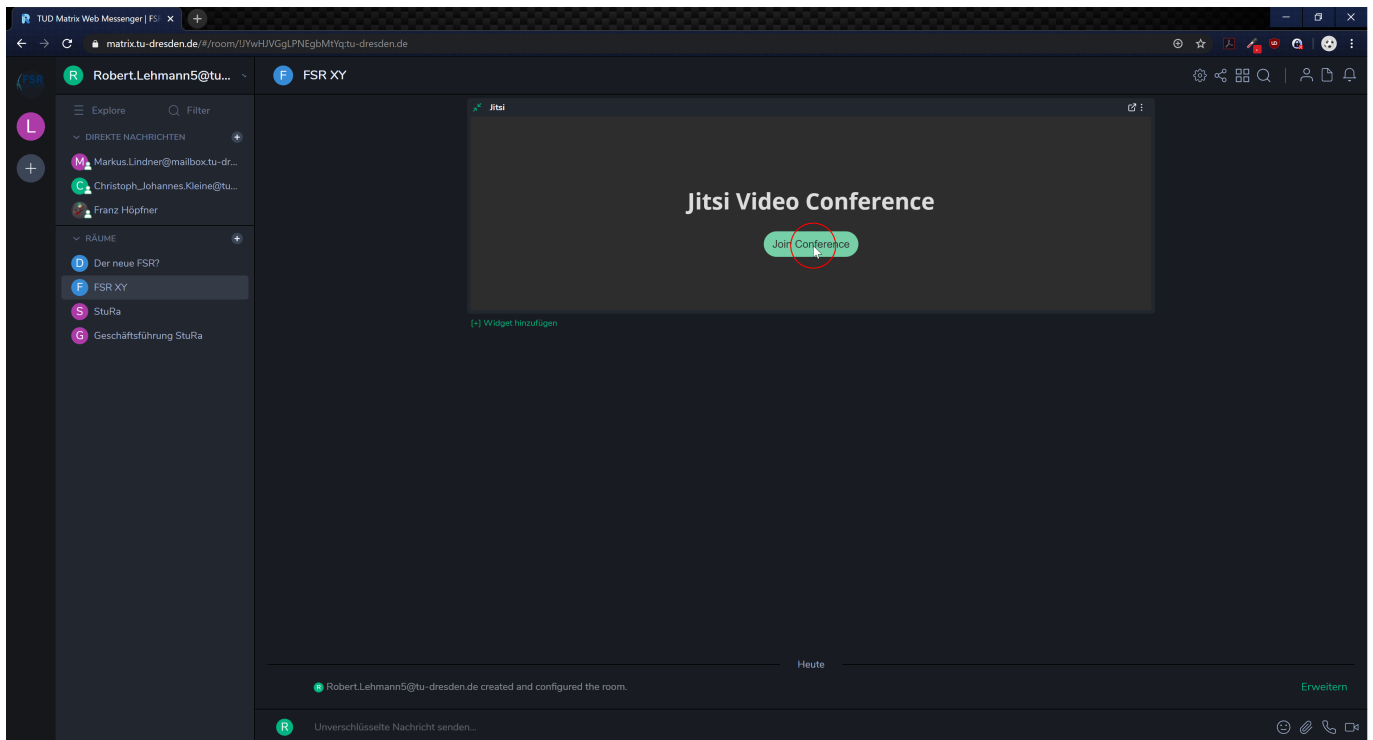 TUD Matrix Web Messenger | FSR
matrix.tu-dresden.de/#/room/!JYwHJVGgLPNEgbMtYq:tu-dresden.de
FSR
R Robert.Lehmann5@tu...
F FSR XY
L
Explore Filter
DIREKTE NACHRICHTEN
M Markus.Lindner@mailbox.tu-dr...
C Christoph_Johannes.Kleine@tu...
Franz Höpfner
RÄUME
D Der neue FSR?
F FSR XY
S StuRa
G Geschäftsführung StuRa
Jitsi
Jitsi Video Conference
Join Conference
[+] Widget hinzufügen
Heute
R Robert.Lehmann5@tu-dresden.de created and configured the room.
Erweitern
R Unverschlüsselte Nachricht senden...